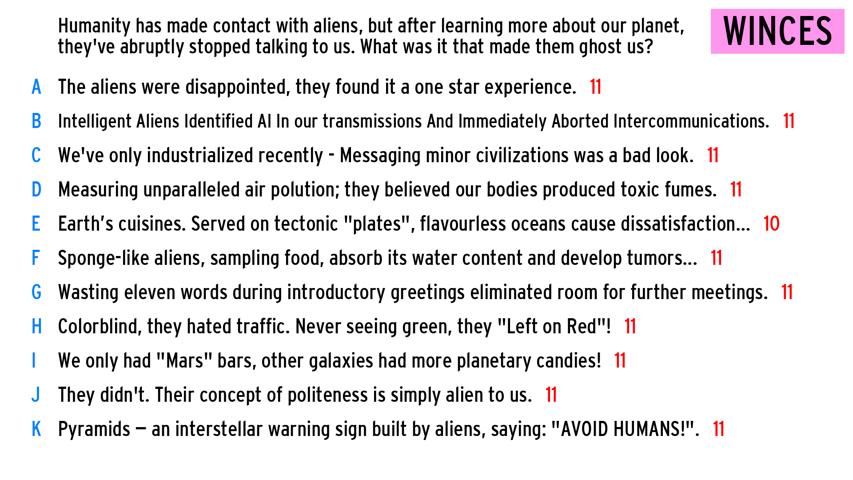 Humanity has made contact with aliens, but after learning more about our planet,
they've abruptly stopped talking to us. What was it that made them ghost us?
WINCES
A The aliens were disappointed, they found it a one star experience. 11
B Intelligent Aliens Identified AI In our transmissions And Immediately Aborted Intercommunications. 11
C We've only industrialized recently - Messaging minor civilizations was a bad look. 11
D Measuring unparalleled air polution; they believed our bodies produced toxic fumes. 11
E Earth's cuisines. Served on tectonic "plates", flavourless oceans cause dissatisfaction... 10
F Sponge-like aliens, sampling food, absorb its water content and develop tumors... 11
G Wasting eleven words during introductory greetings eliminated room for further meetings. 11
H Colorblind, they hated traffic. Never seeing green, they "Left on Red"! 11
I We only had "Mars" bars, other galaxies had more planetary candies! 11
J They didn't. Their concept of politeness is simply alien to us. 11
K Pyramids – an interstellar warning sign built by aliens, saying: "AVOID HUMANS!". 11